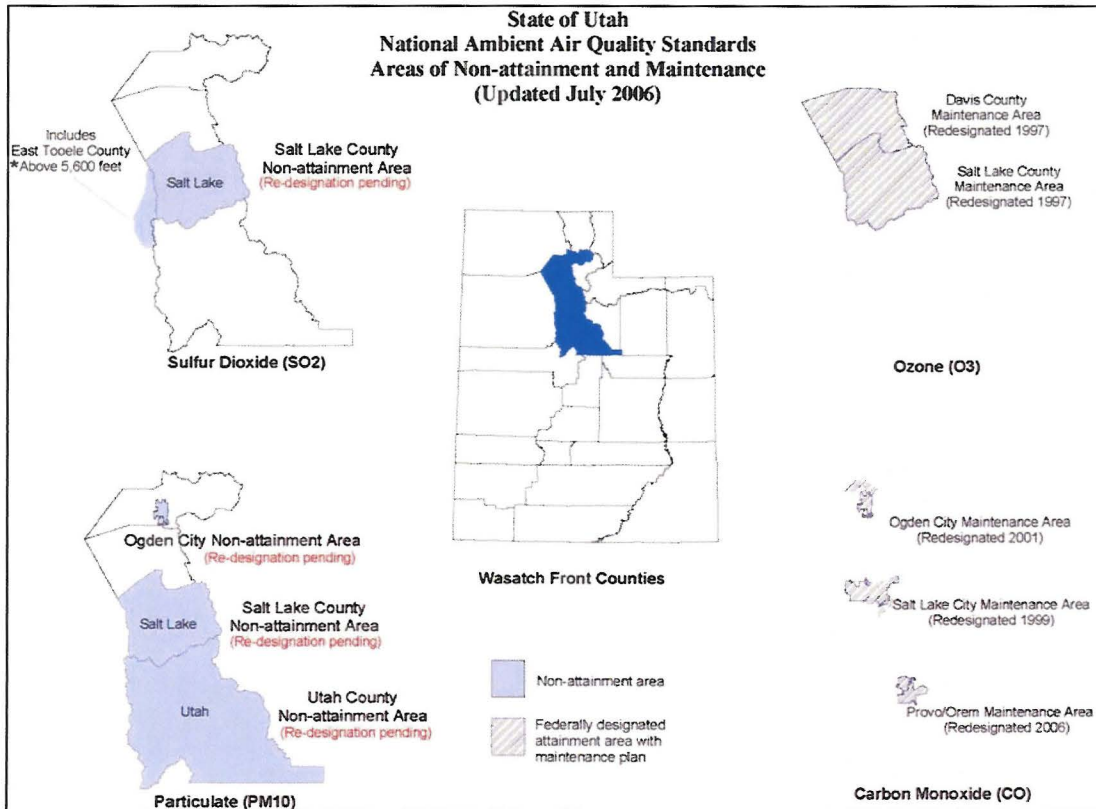 State of Utah
National Ambient Air Quality Standards
Areas of Non-attainment and Maintenance
(Updated July 2006)
Includes
East Tooele County
*Above 5,600 feet
Salt Lake
Salt Lake County
Non-attainment Area
(Re-designation pending)
Sulfur Dioxide (SO2)
Davis County
Maintenance Area
(Redesignated 1997)
Salt Lake County
Maintenance Area
(Redesignated 1997)
Ozone (O3)
Wasatch Front Counties
Ogden City Non-attainment Area
(Re-designation pending)
Salt Lake
Salt Lake County
Non-attainment Area
(Re-designation pending)
Utah
Utah County
Non-attainment Area
(Re-designation pending)
Particulate (PM10)
Non-attainment area
Federally designated
attainment area with
maintenance plan
Ogden City Maintenance Area
(Redesignated 2001)
Salt Lake City Maintenance Area
(Redesignated 1999)
Provo/Orem Maintenance Area
(Redesignated 2006)
Carbon Monoxide (CO)